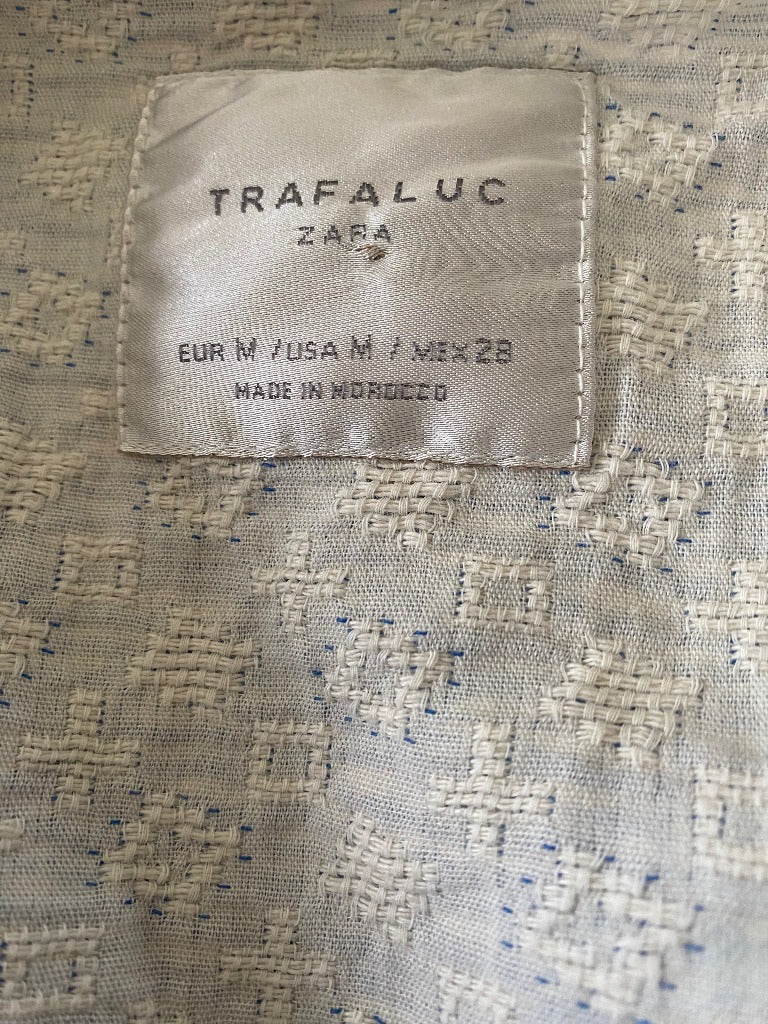 TRAFALUC
ZARA
EUR M / USA M / MEX 28
MADE IN MOROCCO